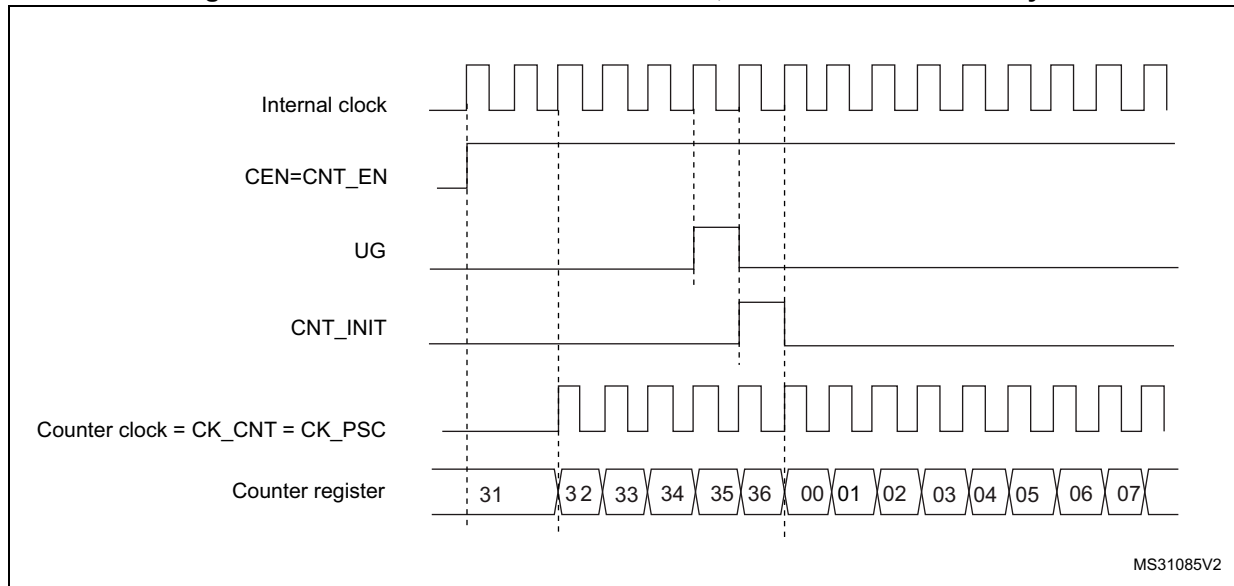 Internal clock
CEN=CNT_EN
UG
CNT_INIT
Counter clock = CK_CNT = CK_PSC
Counter register 31 32 33 34 35 36 00 01 02 03 04 05 06 07
MS31085V2